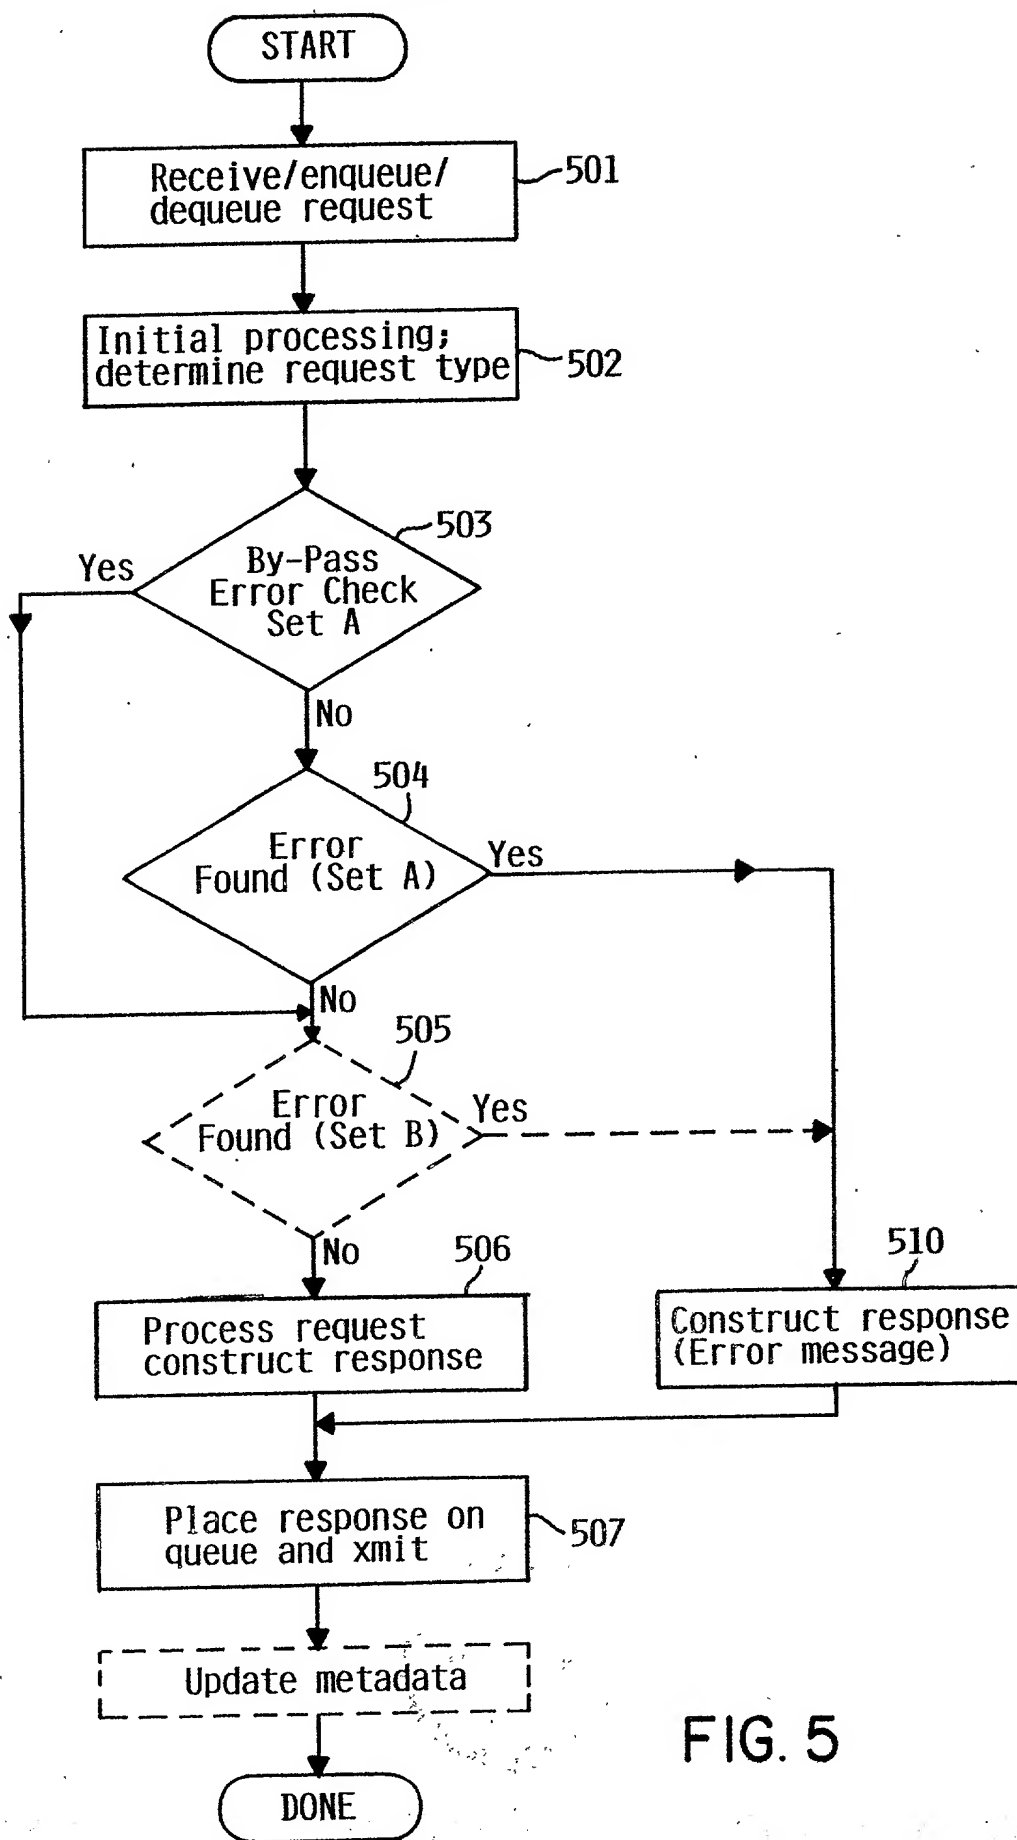 START
Receive/enqueue/
dequeue request
501
Initial processing;
determine request type
502
503
By-Pass
Error Check
Set A
Yes
No
504
Error
Found (Set A)
Yes
No
505
Error
Found (Set B)
Yes
No
506
Process request
construct response
510
Construct response
(Error message)
Place response on
queue and xmit
507
Update metadata
DONE
FIG. 5